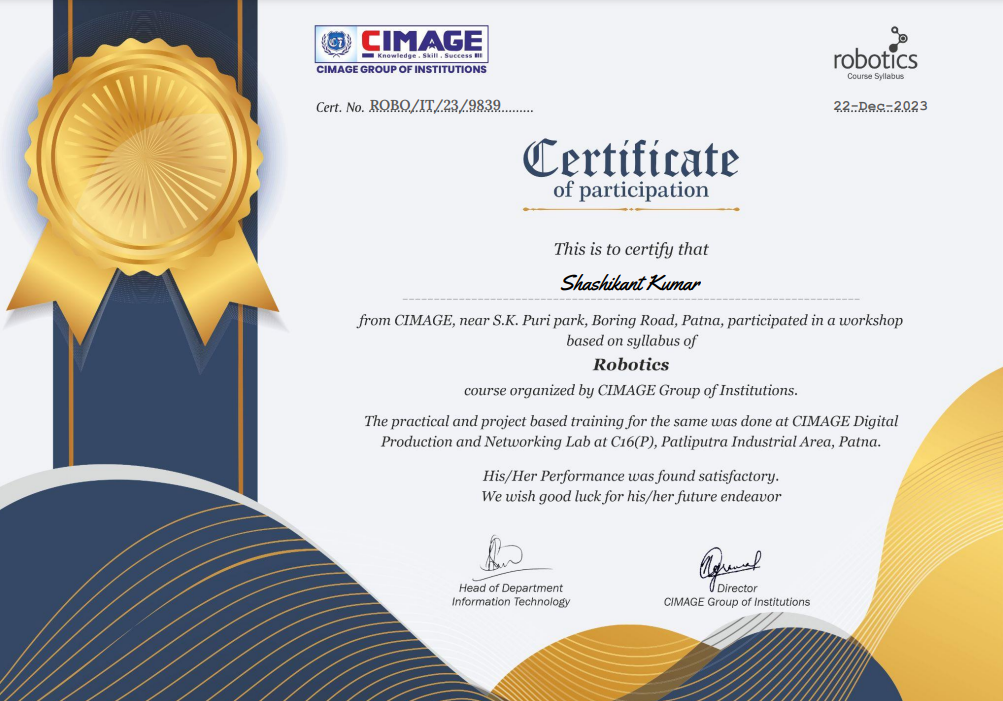 CIMAGE
Knowledge . Skill . Success
CIMAGE GROUP OF INSTITUTIONS
robotics
Course Syllabus
Cert. No. ROBO/IT/23/9839.........
22-Dec-2023
Certificate
of participation
This is to certify that
Shashikant Kumar
from CIMAGE, near S.K. Puri park, Boring Road, Patna, participated in a workshop
based on syllabus of
Robotics
course organized by CIMAGE Group of Institutions.
The practical and project based training for the same was done at CIMAGE Digital
Production and Networking Lab at C16(P), Patliputra Industrial Area, Patna.
His/Her Performance was found satisfactory.
We wish good luck for his/her future endeavor
Head of Department
Information Technology
Director
CIMAGE Group of Institutions